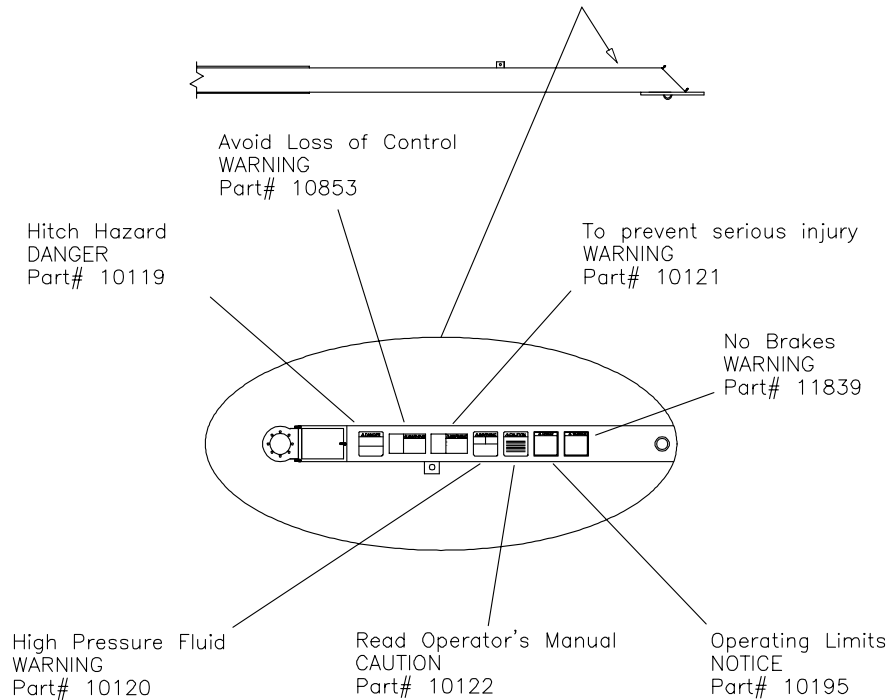 Avoid Loss of Control
WARNING
Part# 10853
Hitch Hazard
DANGER
Part# 10119
To prevent serious injury
WARNING
Part# 10121
No Brakes
WARNING
Part# 11839
High Pressure Fluid
WARNING
Part# 10120
Read Operator's Manual
CAUTION
Part# 10122
Operating Limits
NOTICE
Part# 10195